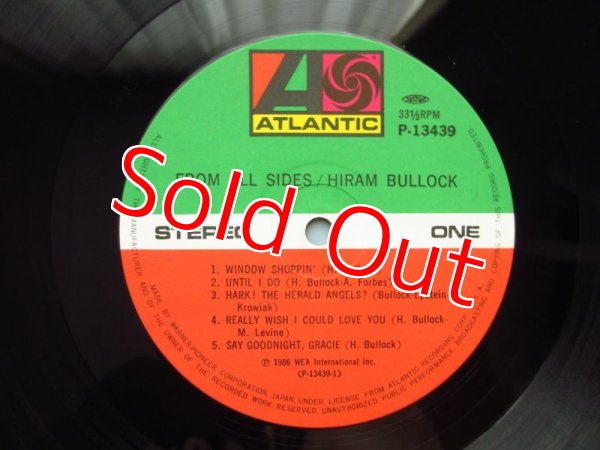 ATLANTIC
33⅓RPM
P-13439
FROM ALL SIDES/HIRAM BULLOCK
Sold Out
STEREO
ONE
1. WINDOW SHOPPIN' (H.
2. UNTIL I DO (H. Bullock-A. Forbes)
3. HARK! THE HERALD ANGELS? (Bullock-Epstein-
Krowiak)
4. REALLY WISH I COULD LOVE YOU (H. Bullock-
M. Levine)
5. SAY GOODNIGHT, GRACIE (H. Bullock)
Ⓟ 1986 WEA International Inc.
(P-13439-1)
MADE BY WARNER-PIONEER CORPORATION, JAPAN, UNDER LICENSE FROM ATLANTIC RECORDING CORP.
ALL RIGHT THE MANUFACTURER AND OF THE OWNER OF THE RECORDED WORK RESERVED. UNAUTHORIZED PUBLIC PERFORMANCE, BROADCASTING AND COPYING OF THIS RECORD PROHIBITED.